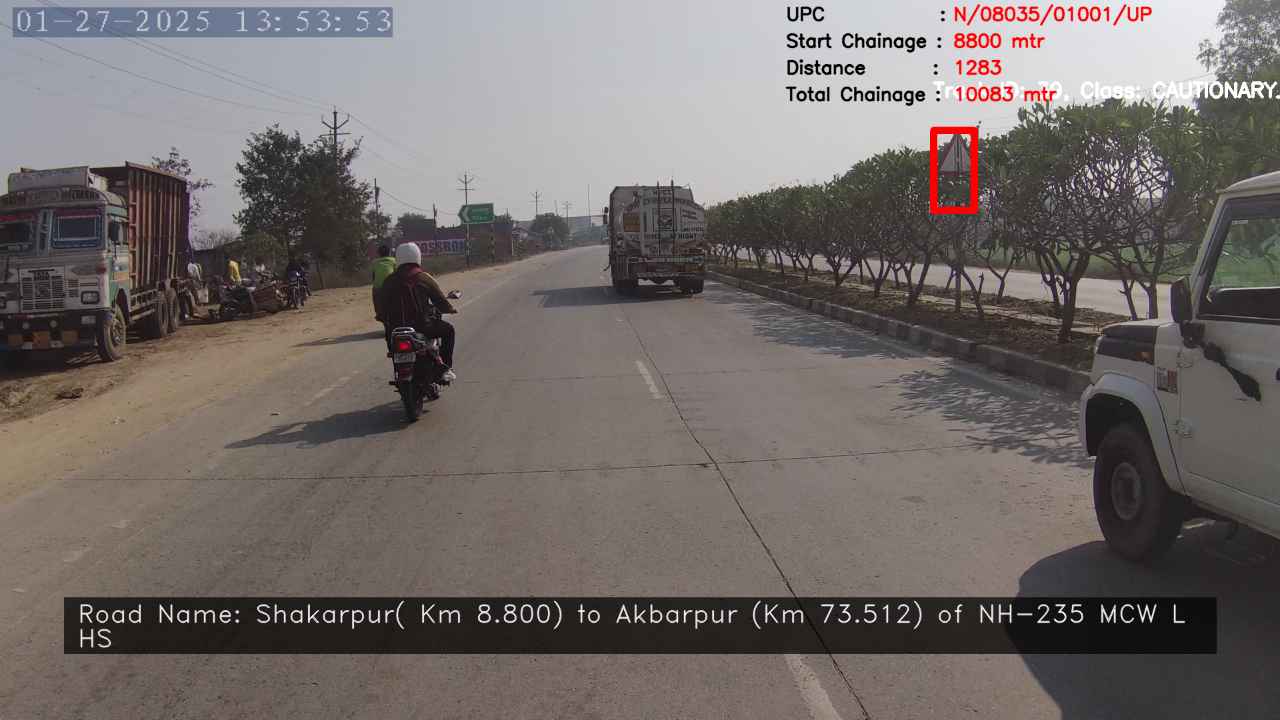 01-27-2025 13:53:53
UPC : N/08035/01001/UP
Start Chainage : 8800 mtr
Distance : 1283
Total Chainage : 10083 mtr
Class: CAUTIONARY.
Road Name: Shakarpur( Km 8.800) to Akbarpur (Km 73.512) of NH-235 MCW L
HS